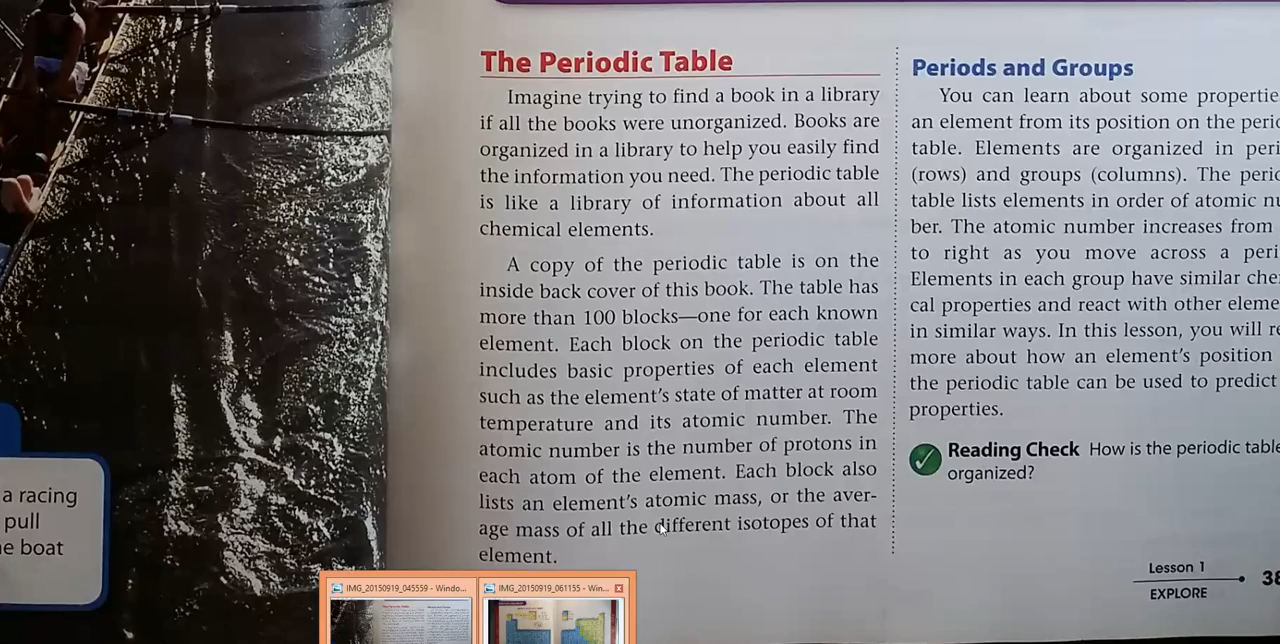 The Periodic Table
Imagine trying to find a book in a library
if all the books were unorganized. Books are
organized in a library to help you easily find
the information you need. The periodic table
is like a library of information about all
chemical elements.
A copy of the periodic table is on the
inside back cover of this book. The table has
more than 100 blocks—one for each known
element. Each block on the periodic table
includes basic properties of each element
such as the element's state of matter at room
temperature and its atomic number. The
atomic number is the number of protons in
each atom of the element. Each block also
lists an element's atomic mass, or the aver-
age mass of all the different isotopes of that
element.
Periods and Groups
You can learn about some propertie
an element from its position on the peri
table. Elements are organized in peri
(rows) and groups (columns). The peri
table lists elements in order of atomic nu
ber. The atomic number increases from
to right as you move across a peri
Elements in each group have similar che
cal properties and react with other eleme
in similar ways. In this lesson, you will re
more about how an element's position
the periodic table can be used to predict
properties.
Reading Check How is the periodic table
organized?
Lesson 1
EXPLORE
38
a racing
pull
e boat
IMG_20150919_045559 - Windo...
IMG_20150919_061155 - Win...